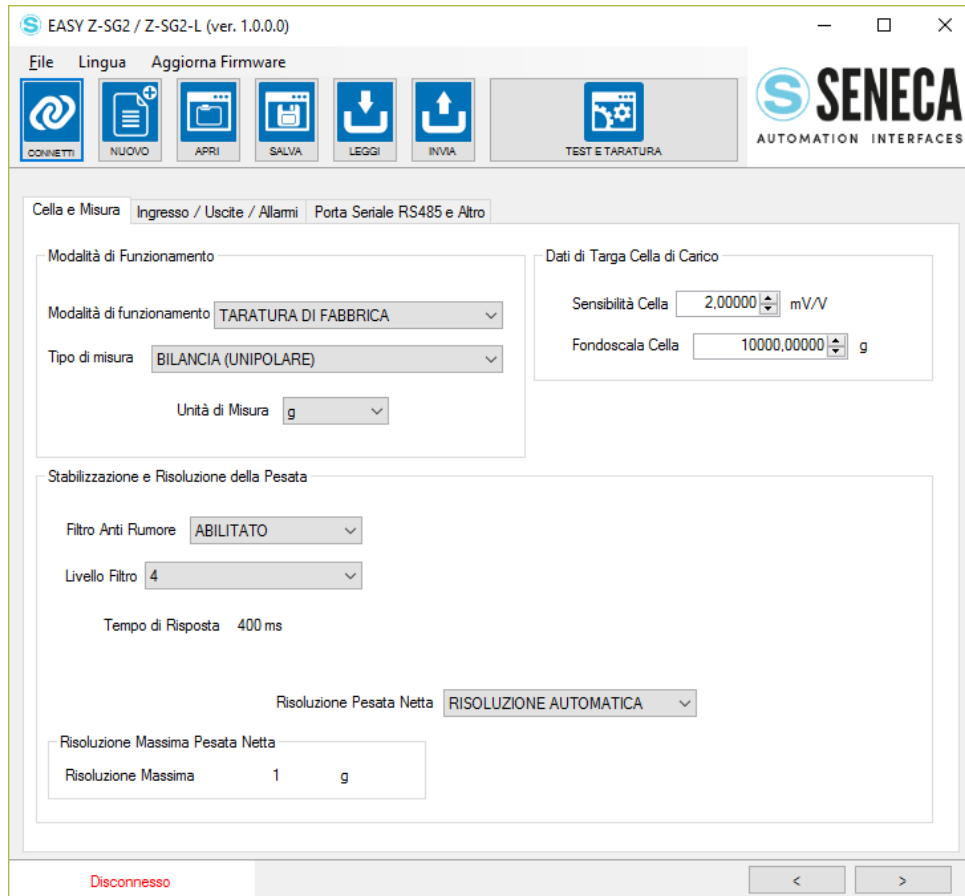 EASY Z-SG2 / Z-SG2-L (ver. 1.0.0.0)
File Lingua Aggiorna Firmware
CONNETTI NUOVO APRI SALVA LEGGI INVIA TEST E TARATURA
S SENECA
AUTOMATION INTERFACES
Cella e Misura Ingresso / Uscite / Allarmi Porta Seriale RS485 e Altro
Modalità di Funzionamento
Modalità di funzionamento TARATURA DI FABBRICA
Tipo di misura BILANCIA (UNIPOLARE)
Unità di Misura g
Dati di Targa Cella di Carico
Sensibilità Cella 2,00000 mV/V
Fondoscala Cella 10000,00000 g
Stabilizzazione e Risoluzione della Pesata
Filtro Anti Rumore ABILITATO
Livello Filtro 4
Tempo di Risposta 400 ms
Risoluzione Pesata Netta RISOLUZIONE AUTOMATICA
Risoluzione Massima Pesata Netta
Risoluzione Massima 1 g
Disconnesso < >